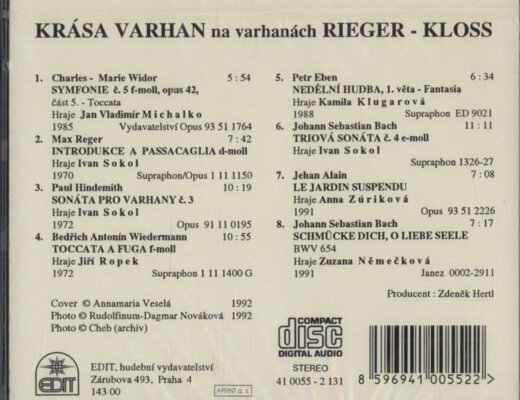 KRÁSA VARHAN na varhanách RIEGER - KLOSS
1. Charles - Marie Widor 5 : 54
SYMFONIE č. 5 f-moll, opus 42,
část 5. - Toccata
Hraje Jan Vladimír Michalko
1985 Vydavatelství Opus 93 51 1764
2. Max Reger 7 : 42
INTRODUKCE A PASSACAGLIA d-moll
Hraje Ivan Sokol
1970 Supraphon/Opus 1 11 1150
3. Paul Hindemith 10 : 19
SONÁTA PRO VARHANY č. 3
Hraje Ivan Sokol
1972 Opus 91 11 0195
4. Bedřich Antonín Wiedermann 10 : 55
TOCCATA A FUGA f-moll
Hraje Jiří Ropek
1972 Supraphon 1 11 1400 G
5. Petr Eben 6 : 34
NEDĚLNÍ HUDBA, 1. věta - Fantasia
Hraje Kamila Klugarová
1988 Supraphon ED 9021
6. Johann Sebastian Bach 11 : 11
TRIOVÁ SONÁTA č. 4 e-moll
Hraje Ivan Sokol
Supraphon 1326-27
7. Jehan Alain 7 : 08
LE JARDIN SUSPENDU
Hraje Anna Zúriková
1991 Opus 93 51 2226
8. Johann Sebastian Bach 7 : 17
SCHMÜCKE DICH, O LIEBE SEELE
BWV 654
Hraje Zuzana Němečková
1991 Janez 0002-2911
Producent : Zdeněk Hertl
Cover © Annamaria Veselá 1992
Photo © Rudolfinum-Dagmar Nováková 1992
Photo © Cheb (archiv)
EDIT
EDIT, hudební vydavatelství
Zárubova 493, Praha 4
143 00
APRINT a. s.
COMPACT
disc
DIGITAL AUDIO
STEREO
41 0055 - 2 131
8 596941 005522 >